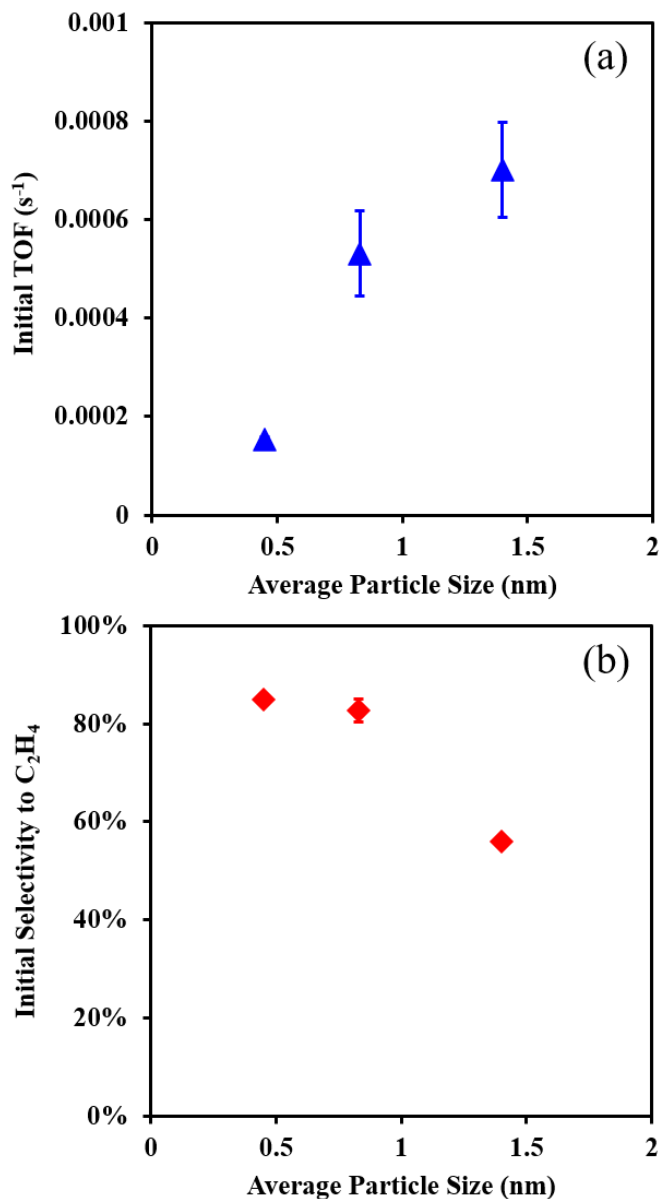 (a)
Initial TOF (s⁻¹)
0.001
0.0008
0.0006
0.0004
0.0002
0
0 0.5 1 1.5 2
Average Particle Size (nm)
(b)
Initial Selectivity to C₂H₄
100%
80%
60%
40%
20%
0%
0 0.5 1 1.5 2
Average Particle Size (nm)